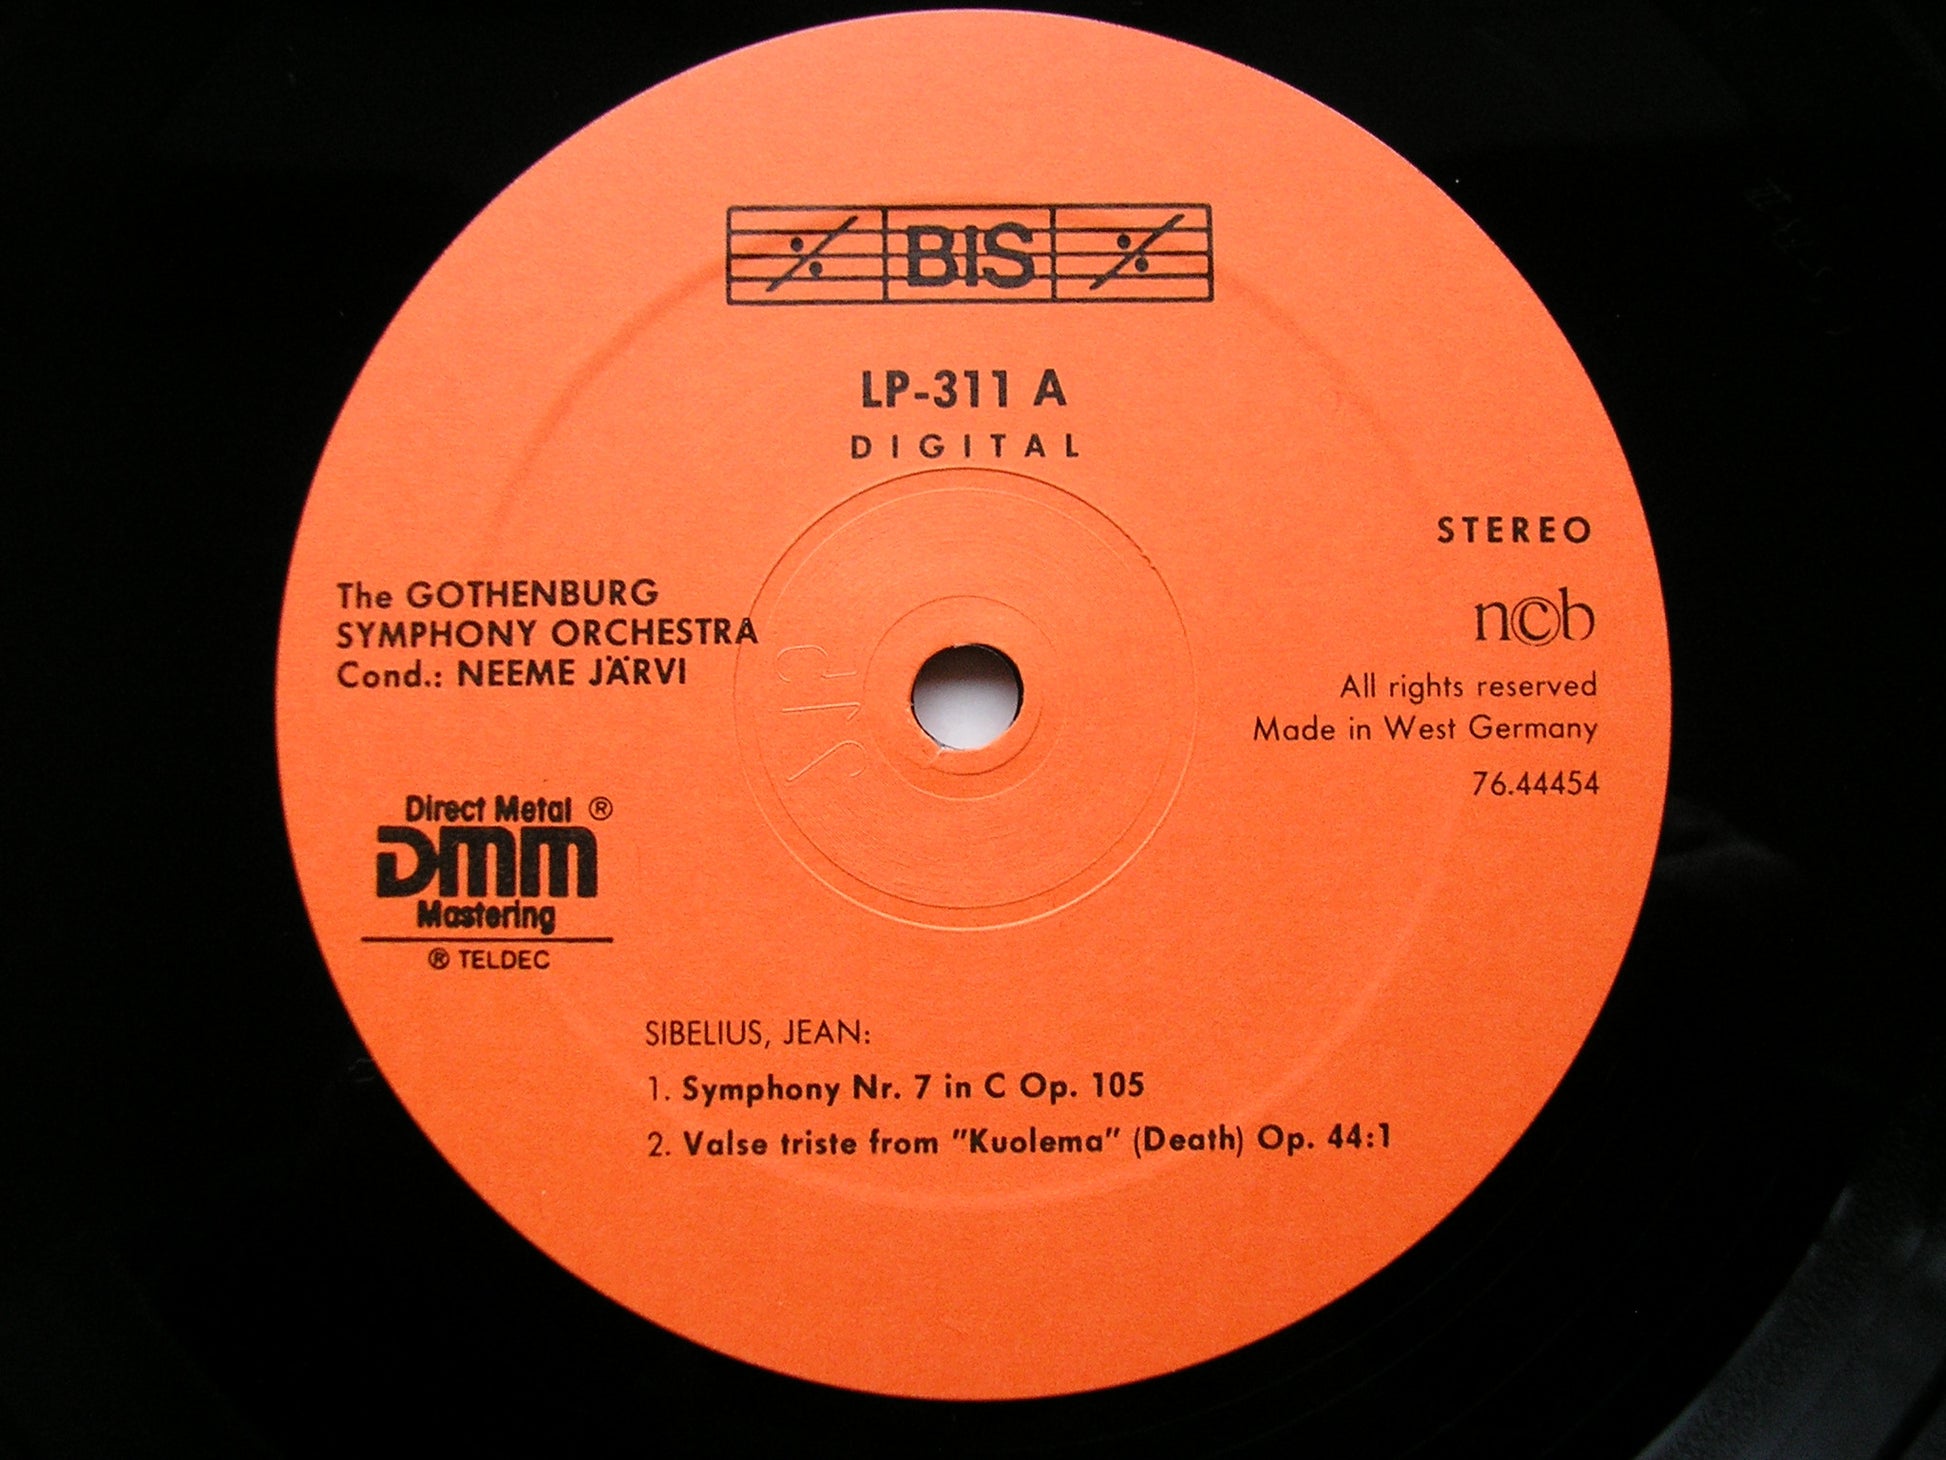 BIS
LP-311 A
DIGITAL
STEREO
The GOTHENBURG
SYMPHONY ORCHESTRA
Cond.: NEEME JÄRVI
ncb
All rights reserved
Made in West Germany
76.44454
Direct Metal ®
DMM
Mastering
® TELDEC
SIBELIUS, JEAN:
1. Symphony Nr. 7 in C Op. 105
2. Valse triste from "Kuolema" (Death) Op. 44:1